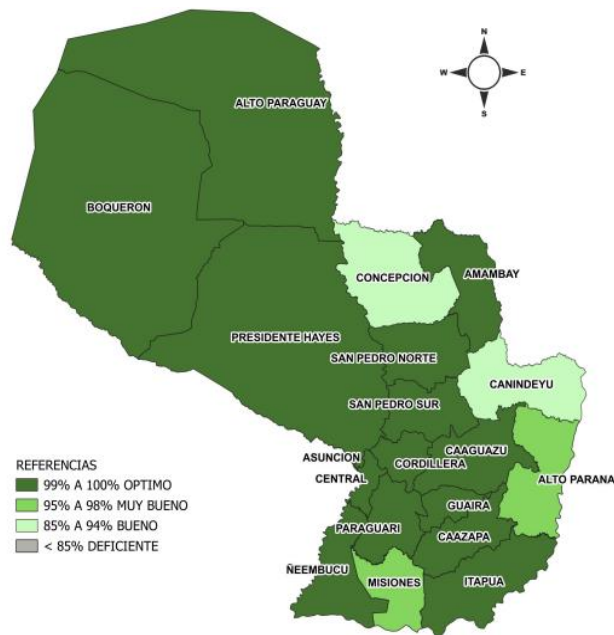 N
W E
S
ALTO PARAGUAY
BOQUERON
CONCEPCION
AMAMBAY
PRESIDENTE HAYES
SAN PEDRO NORTE
CANINDEYU
SAN PEDRO SUR
ASUNCION
CAAGUAZU
CORDILLERA
CENTRAL
ALTO PARANA
GUAIRA
PARAGUARI
CAAZAPA
ÑEEMBUCU
MISIONES
ITAPUA
REFERENCIAS
99% A 100% OPTIMO
95% A 98% MUY BUENO
85% A 94% BUENO
< 85% DEFICIENTE